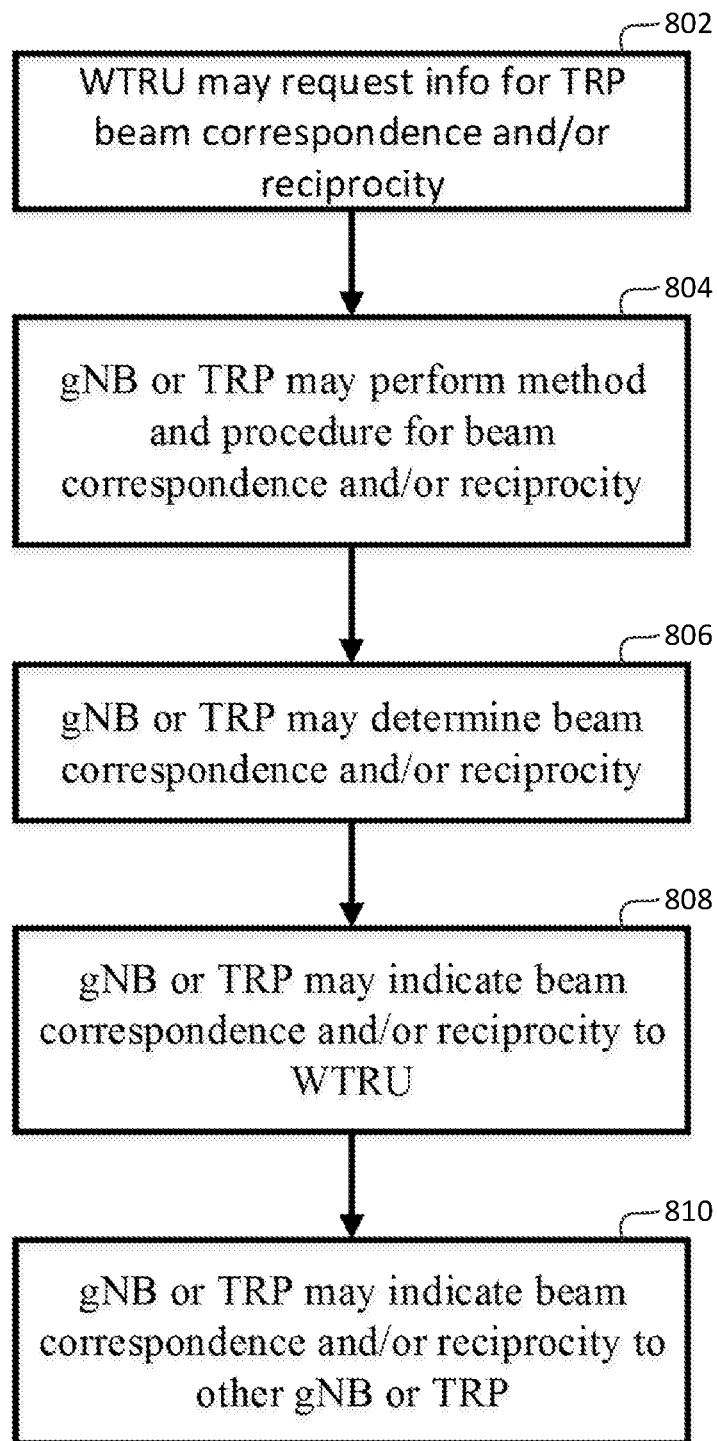 802
WTRU may request info for TRP
beam correspondence and/or
reciprocity
804
gNB or TRP may perform method
and procedure for beam
correspondence and/or reciprocity
806
gNB or TRP may determine beam
correspondence and/or reciprocity
808
gNB or TRP may indicate beam
correspondence and/or reciprocity to
WTRU
810
gNB or TRP may indicate beam
correspondence and/or reciprocity to
other gNB or TRP